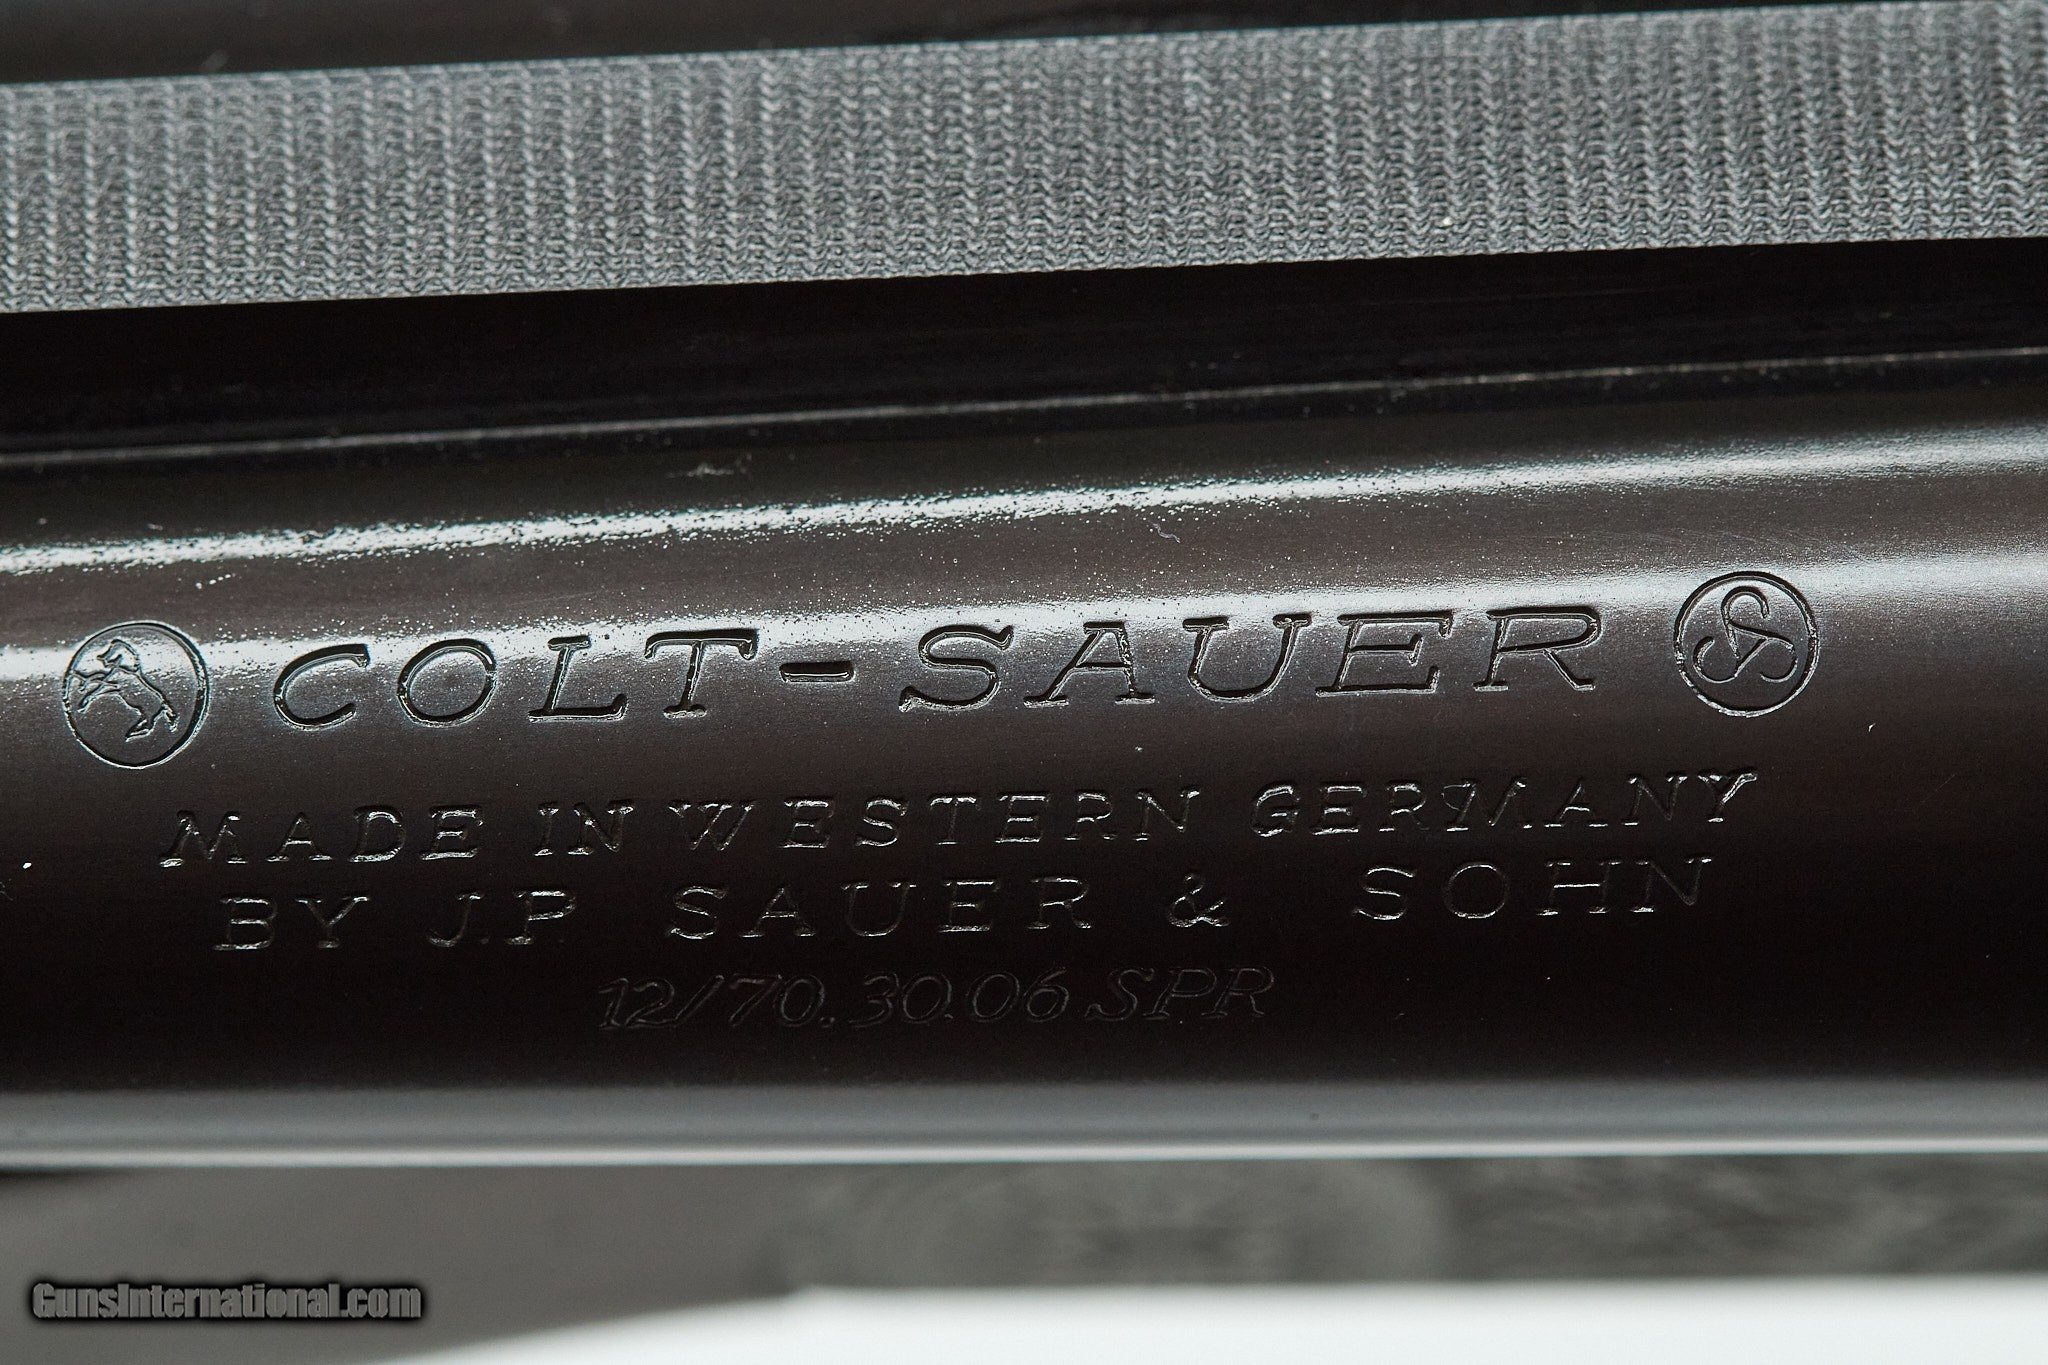 COLT-SAUER
MADE IN WESTERN GERMANY
BY J.P. SAUER & SOHN
12/70.30.06 SPR
GunsInternational.com